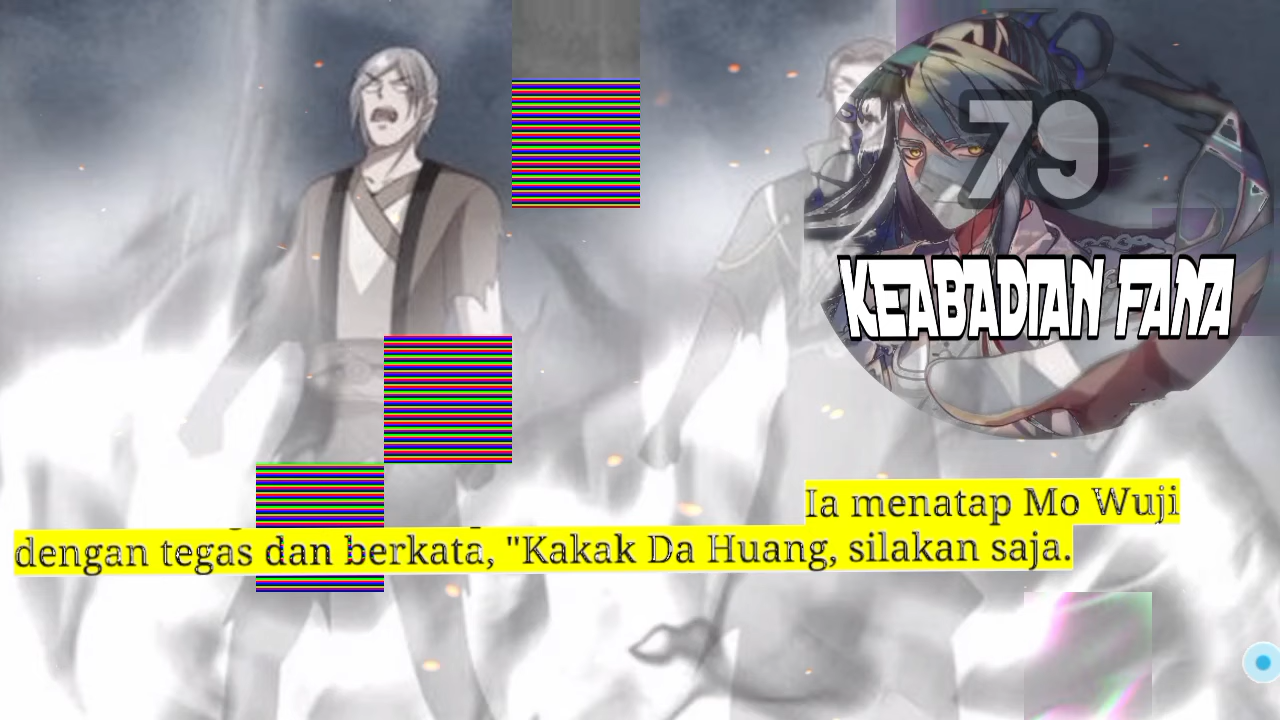 79
KEABADIAN FANA
Ia menatap Mo Wuji
dengan tegas dan berkata, "Kakak Da Huang, silakan saja.